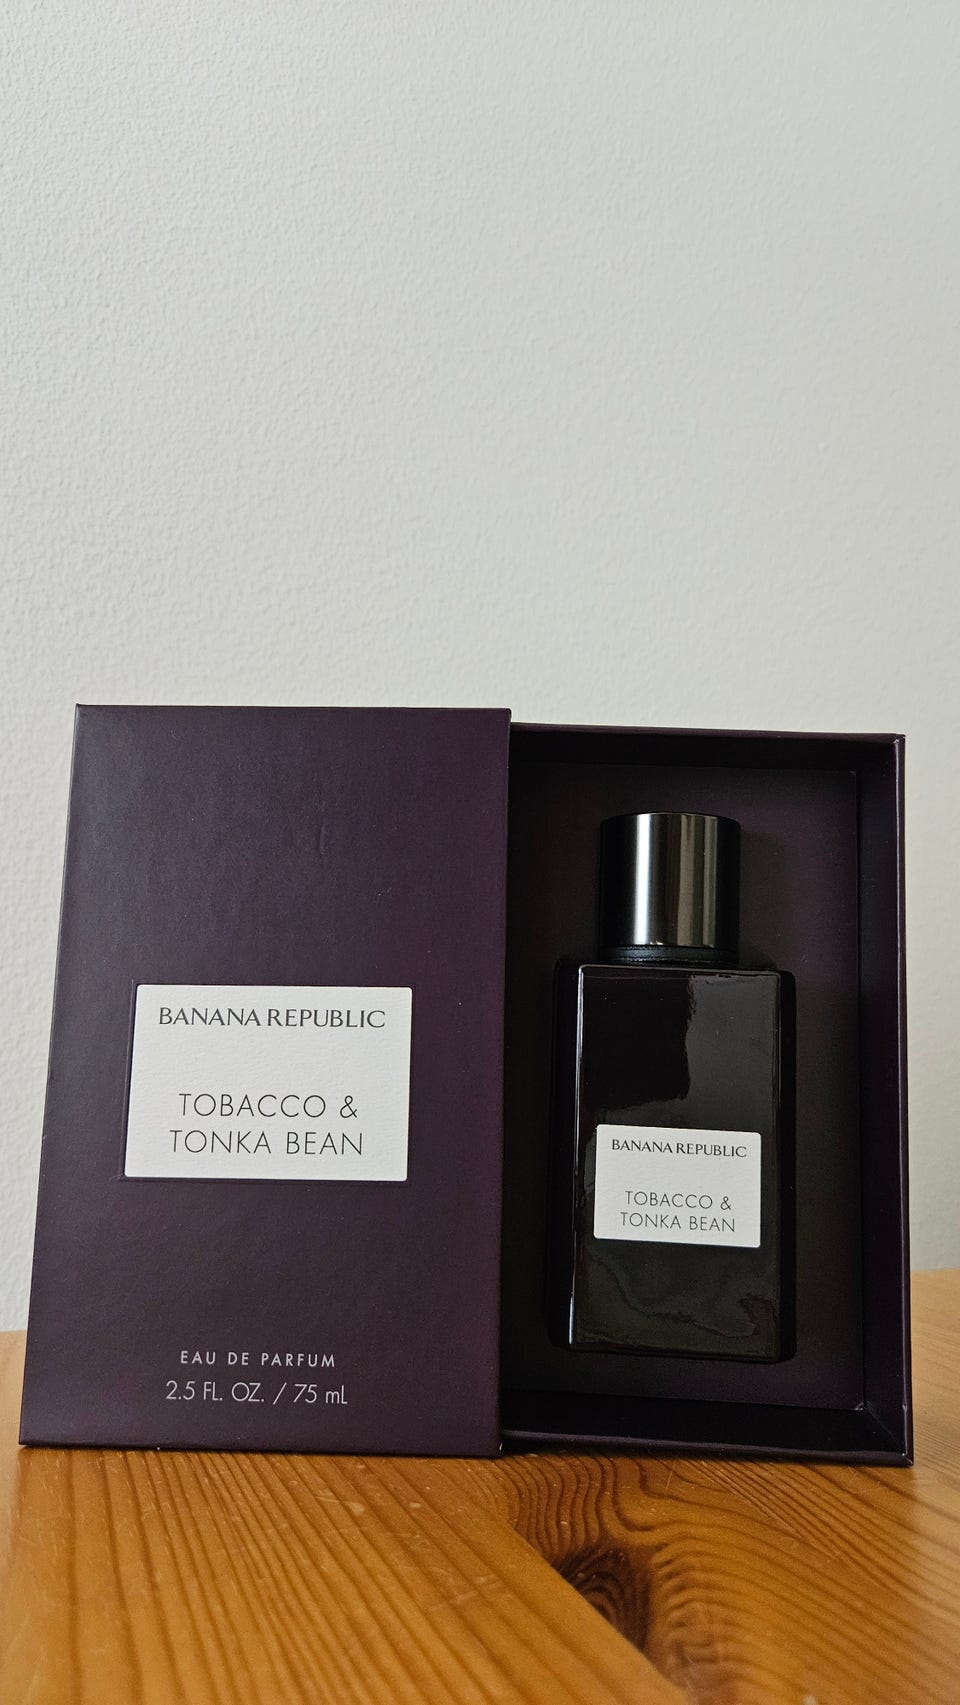 BANANA REPUBLIC
TOBACCO &
TONKA BEAN
EAU DE PARFUM
2.5 FL. OZ. / 75 mL
BANANA REPUBLIC
TOBACCO &
TONKA BEAN